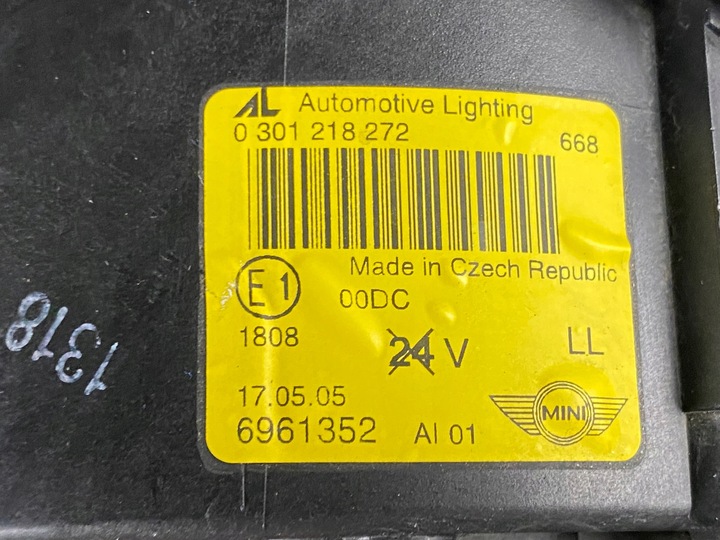 AL Automotive Lighting
0 301 218 272
668
Made in Czech Republic
E1
00DC
1808
24 V
LL
17.05.05
6961352
AI 01
MINI
1318